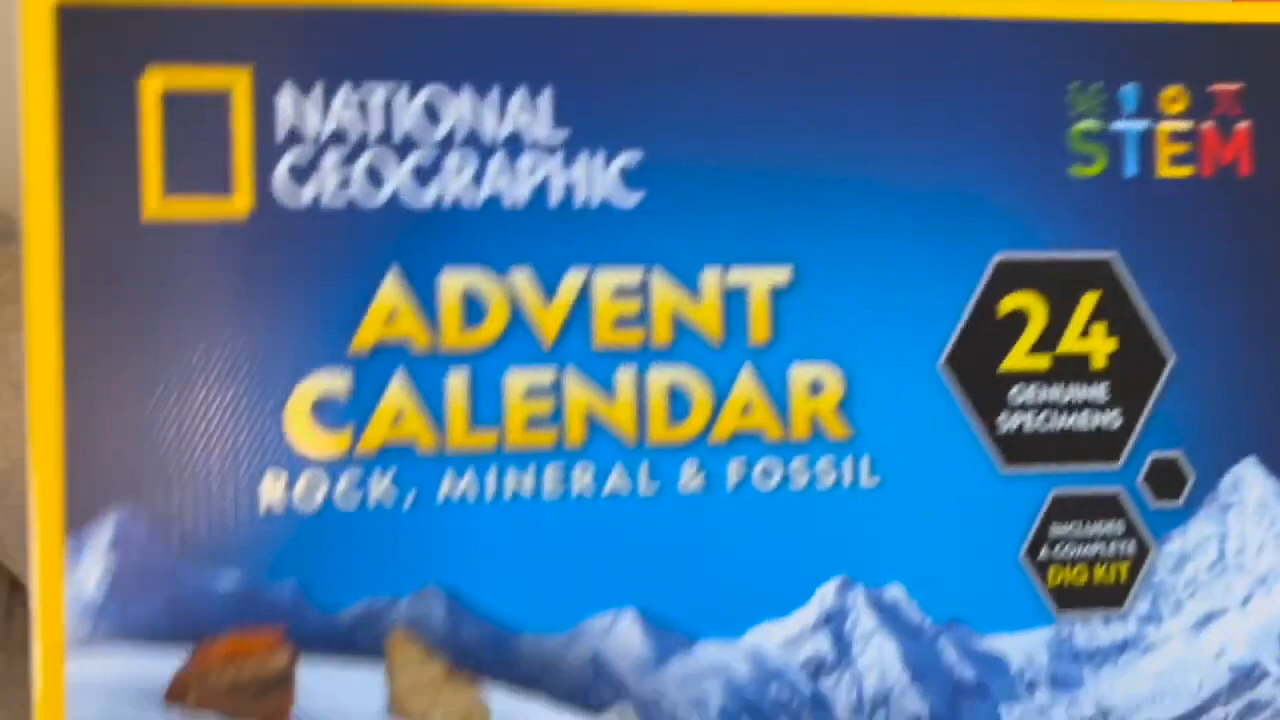 NATIONAL
GEOGRAPHIC
STEM
ADVENT
CALENDAR
ROCK, MINERAL & FOSSIL
24
GENUINE
SPECIMENS
INCLUDES
A COMPLETE
DIG KIT